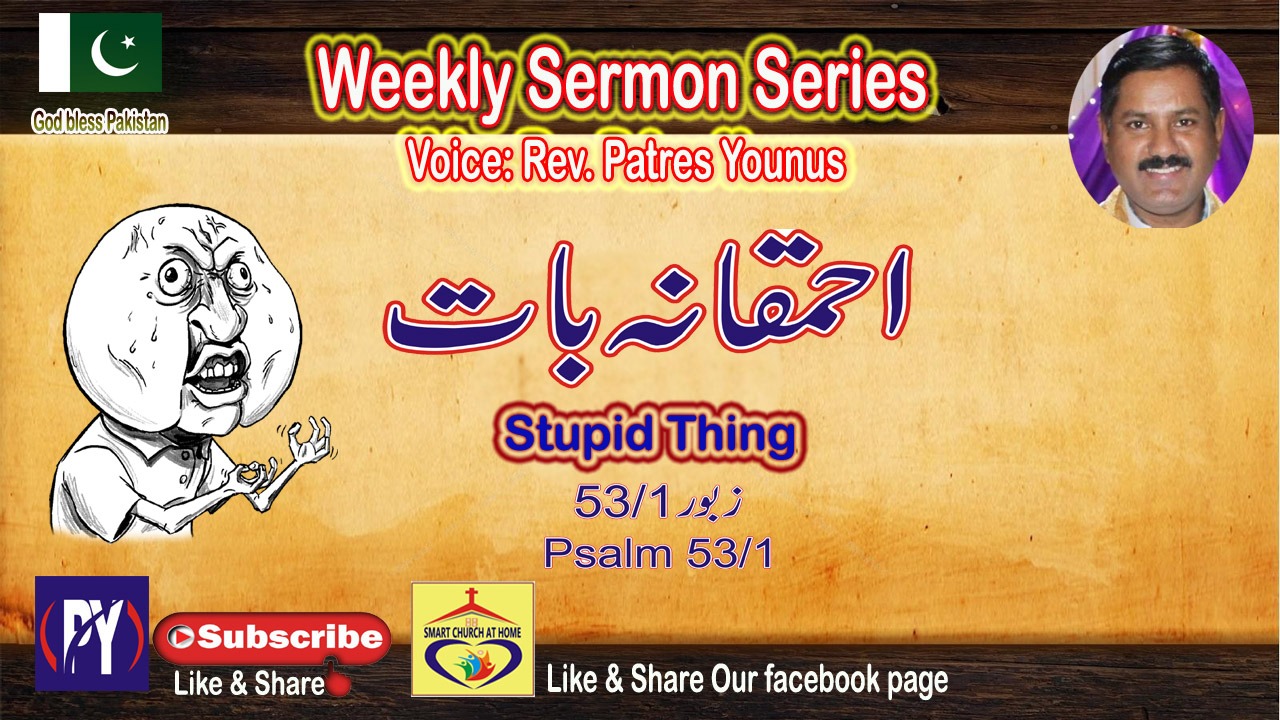 Weekly Sermon Series
God bless Pakistan
Voice: Rev. Patres Younus
احمقانہ بات
Stupid Thing
زبور 53/1
Psalm 53/1
PY
Subscribe
Like & Share
SMART CHURCH AT HOME
Like & Share Our facebook page